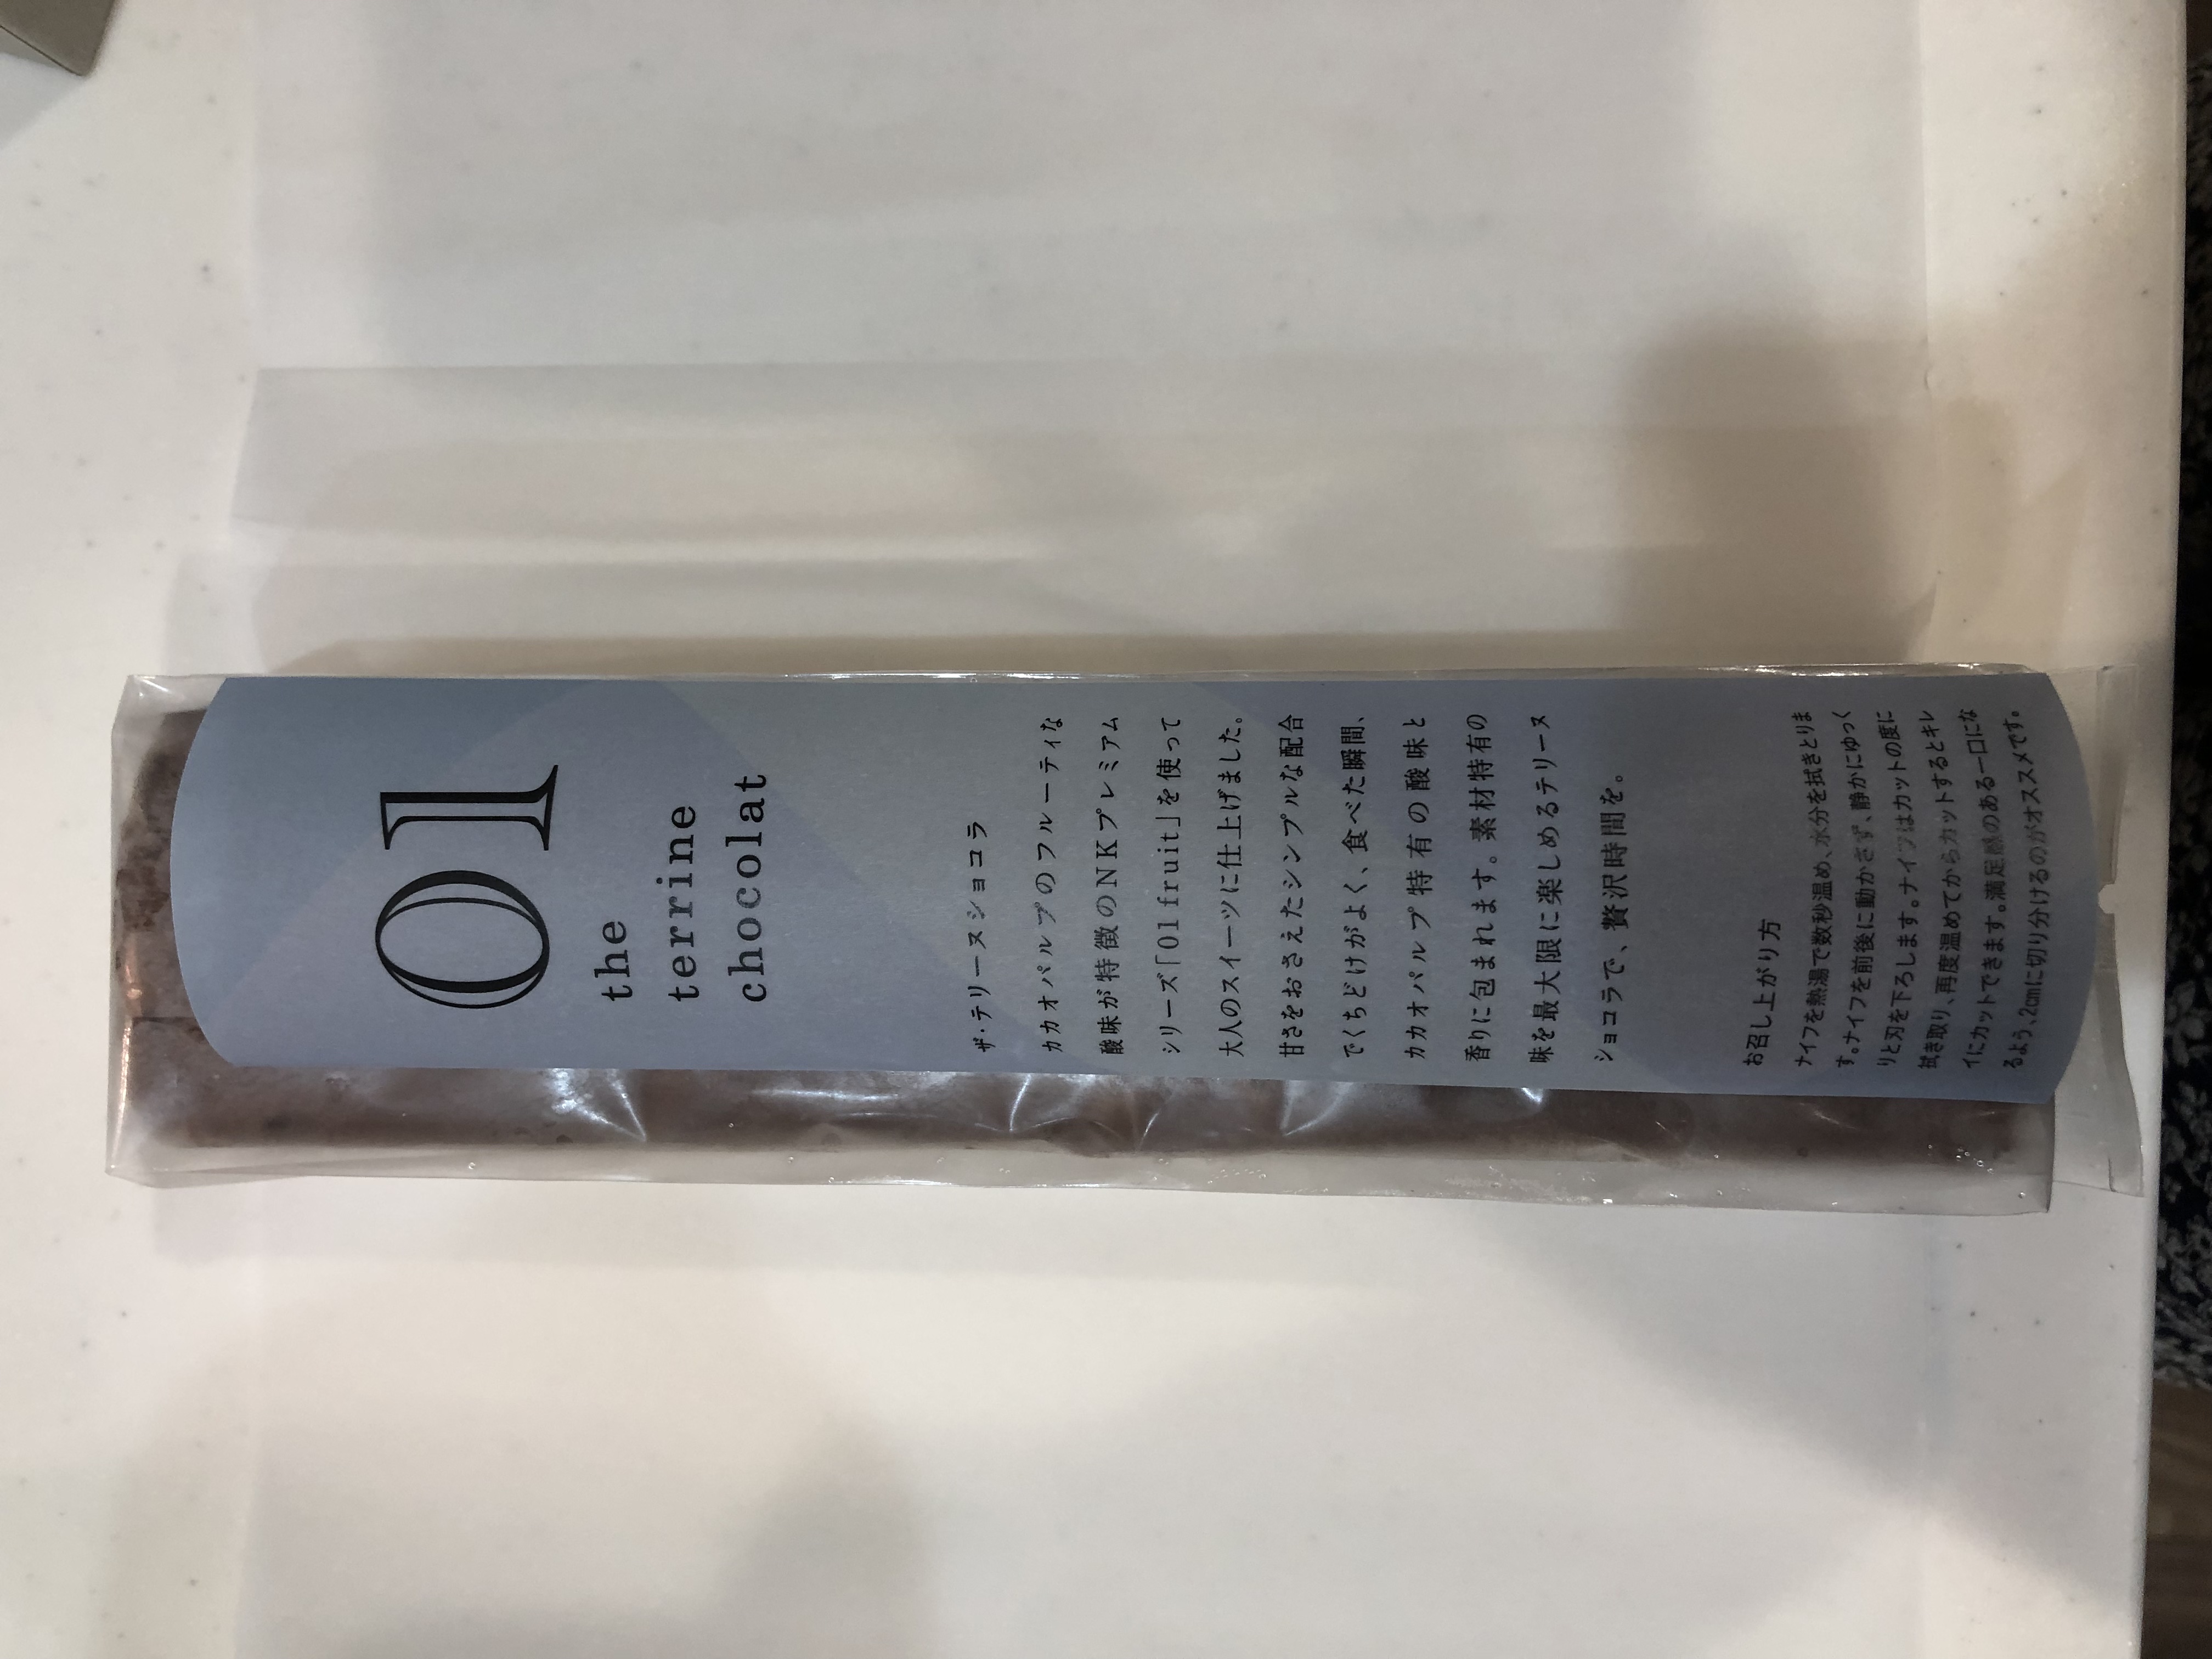 01
the
terrine
chocolat
ザ・テリーヌショコラ
カカオパルプのフルーティな
酸味が特徴のNKプレミアム
シリーズ「01fruit」を使って
大人のスイーツに仕上げました。
甘さをおさえたシンプルな配合
でくちどけがよく、食べた瞬間、
カカオパルプ特有の酸味と
香りに包まれます。素材特有の
味を最大限に楽しめるテリーヌ
ショコラで、贅沢時間を。
お召し上がり方
ナイフを熱湯で数秒温め、水分を拭きとりま
す。ナイフを前後に動かさず、静かにゆっく
りと刃を下ろします。ナイフはカットの度に
拭き取り、再度温めてからカットするとキレ
イにカットできます。満足感のある一口にな
るよう、2cmに切り分けるのがオススメです。